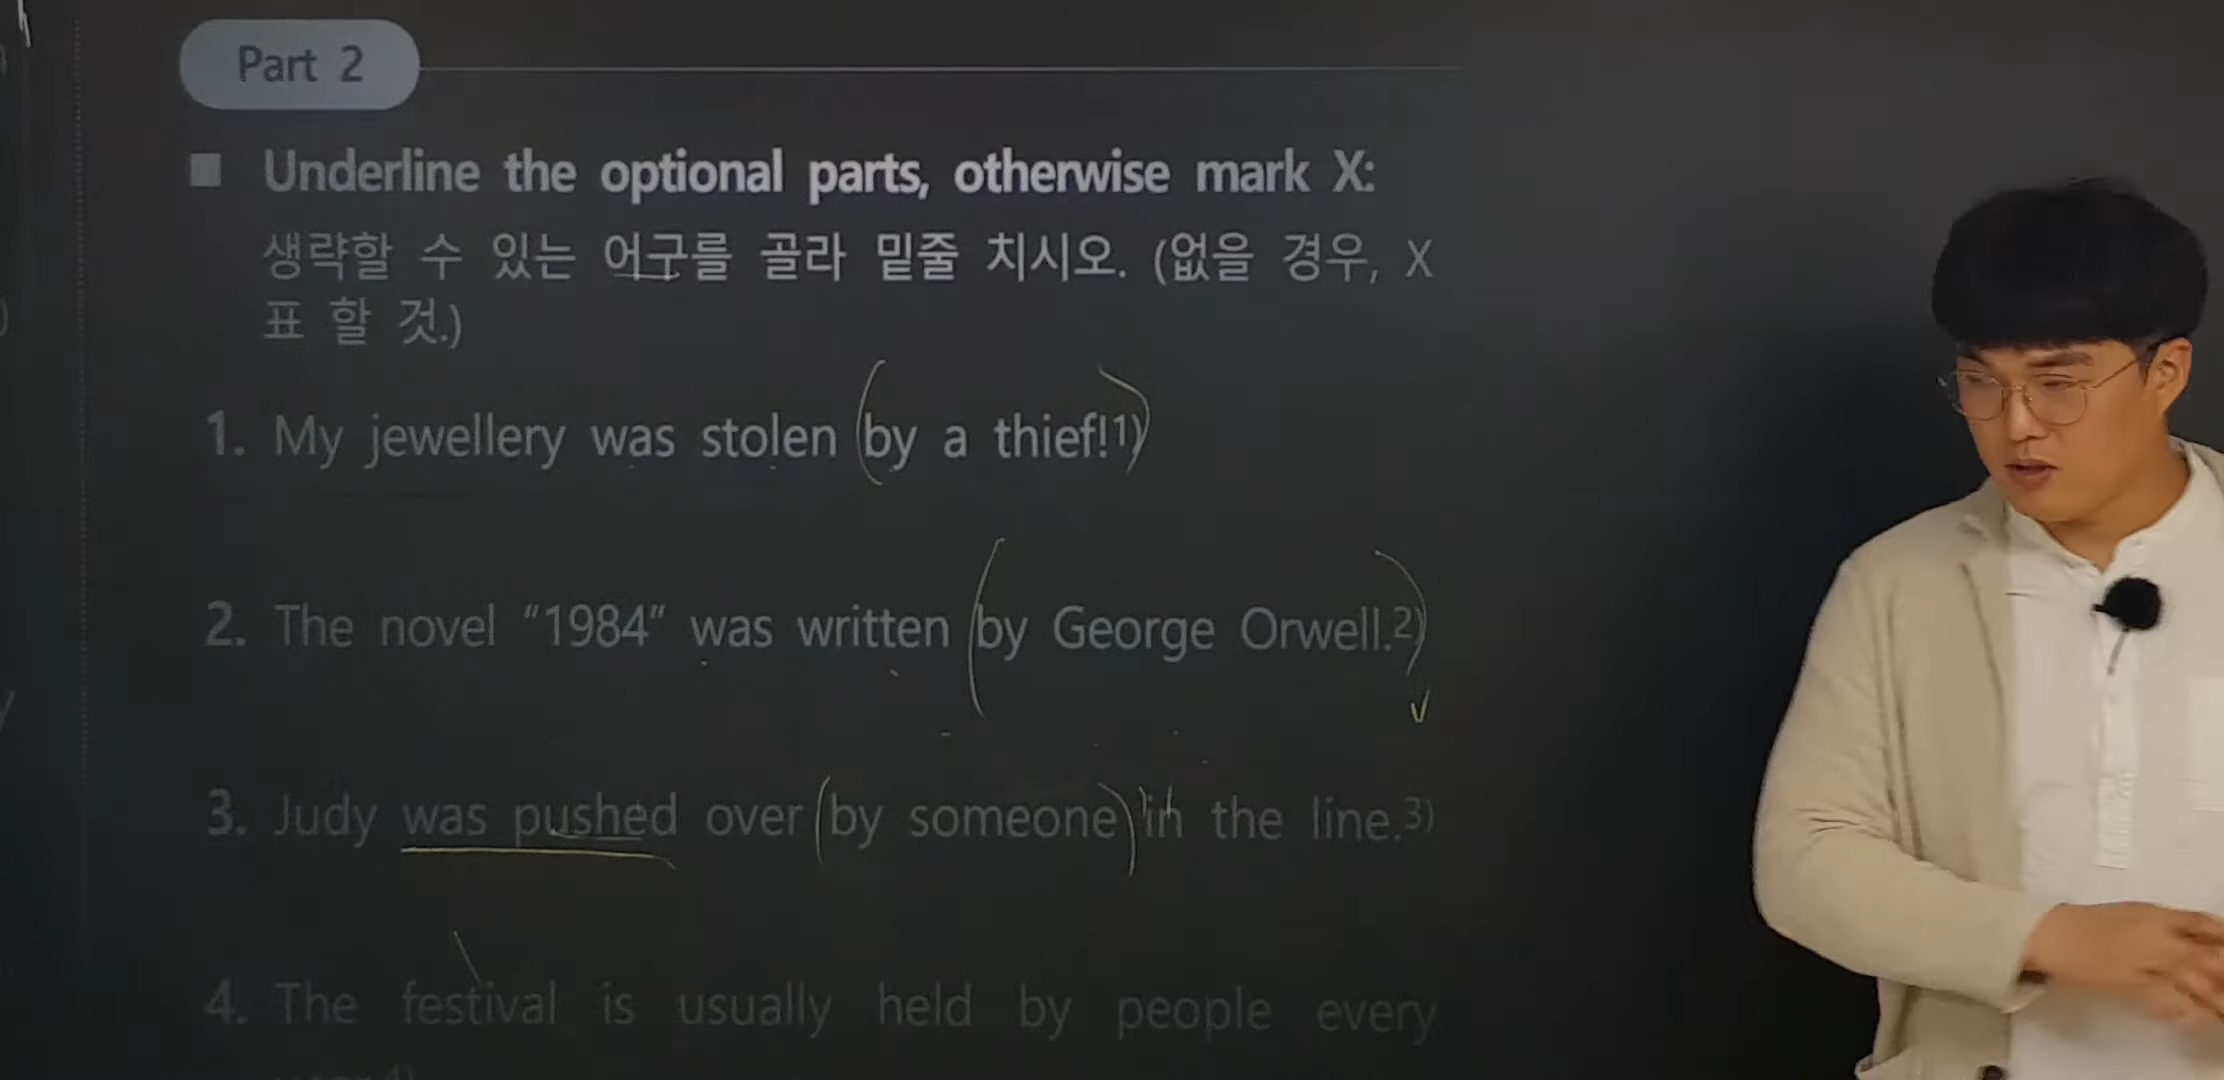 Part 2
■ Underline the optional parts, otherwise mark X:
생략할 수 있는 어구를 골라 밑줄 치시오. (없을 경우, X
표 할 것.)
1. My jewellery was stolen (by a thief!1))
2. The novel “1984” was written (by George Orwell.2))
3. Judy was pushed over (by someone) in the line.3)
4. The festival is usually held by people every